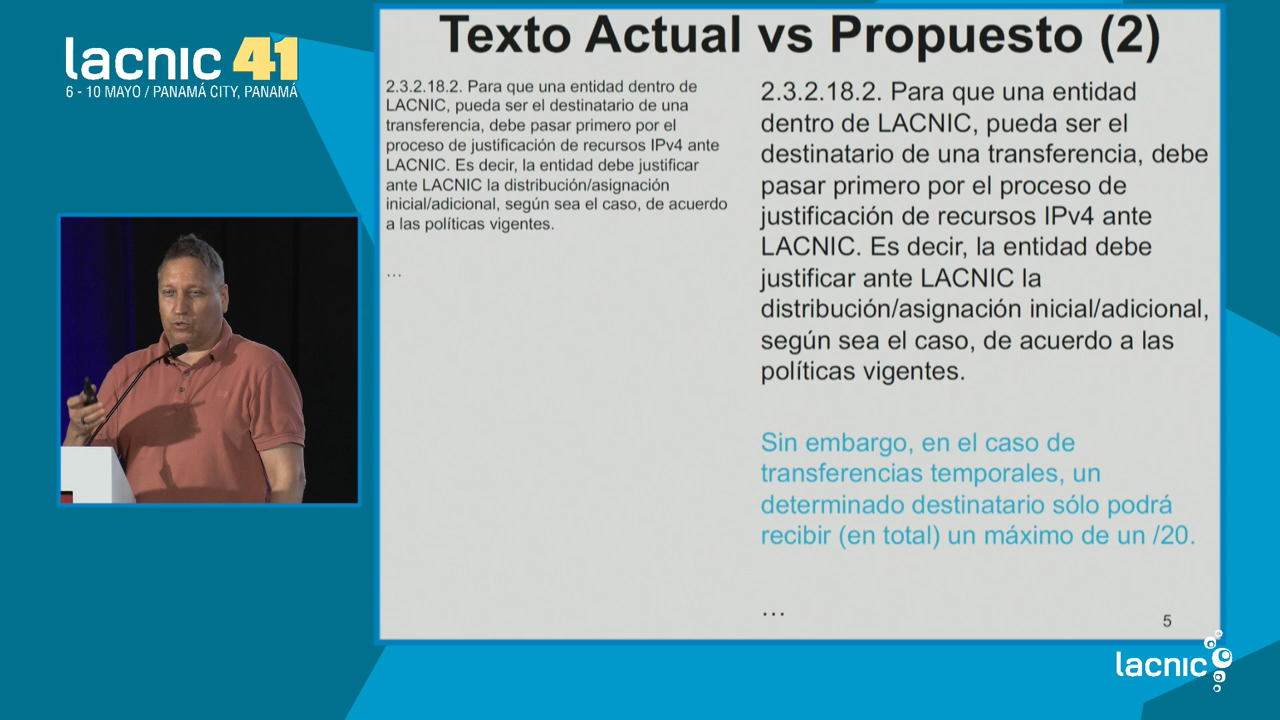 lacnic 41
6 - 10 MAYO / PANAMÁ CITY, PANAMÁ
Texto Actual vs Propuesto (2)
2.3.2.18.2. Para que una entidad dentro de
LACNIC, pueda ser el destinatario de una
transferencia, debe pasar primero por el
proceso de justificación de recursos IPv4 ante
LACNIC. Es decir, la entidad debe justificar
ante LACNIC la distribución/asignación
inicial/adicional, según sea el caso, de acuerdo
a las políticas vigentes.
...
2.3.2.18.2. Para que una entidad
dentro de LACNIC, pueda ser el
destinatario de una transferencia, debe
pasar primero por el proceso de
justificación de recursos IPv4 ante
LACNIC. Es decir, la entidad debe
justificar ante LACNIC la
distribución/asignación inicial/adicional,
según sea el caso, de acuerdo a las
políticas vigentes.
Sin embargo, en el caso de
transferencias temporales, un
determinado destinatario sólo podrá
recibir (en total) un máximo de un /20.
...
5
lacnic